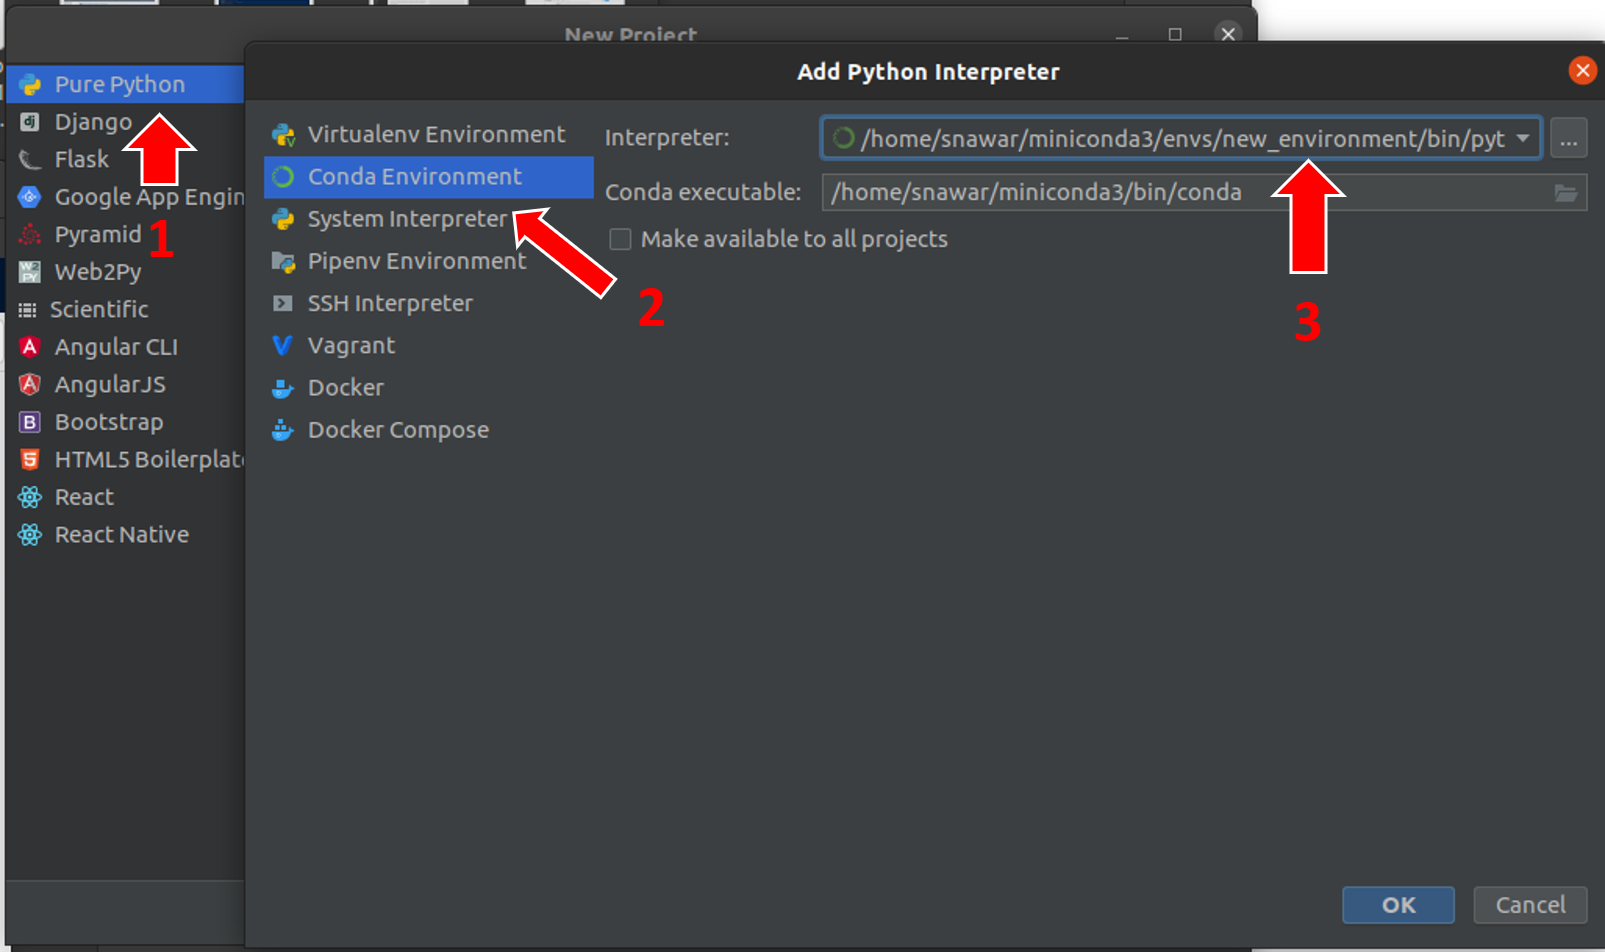 New Project
Add Python Interpreter
Pure Python
Django
Flask
Google App Engin
Pyramid
Web2Py
Scientific
Angular CLI
AngularJS
Bootstrap
HTML5 Boilerplat
React
React Native
1
Virtualenv Environment
Conda Environment
System Interpreter
Pipenv Environment
SSH Interpreter
Vagrant
Docker
Docker Compose
2
Interpreter: /home/snawar/miniconda3/envs/new_environment/bin/pyt ...
Conda executable: /home/snawar/miniconda3/bin/conda
Make available to all projects
3
OK Cancel